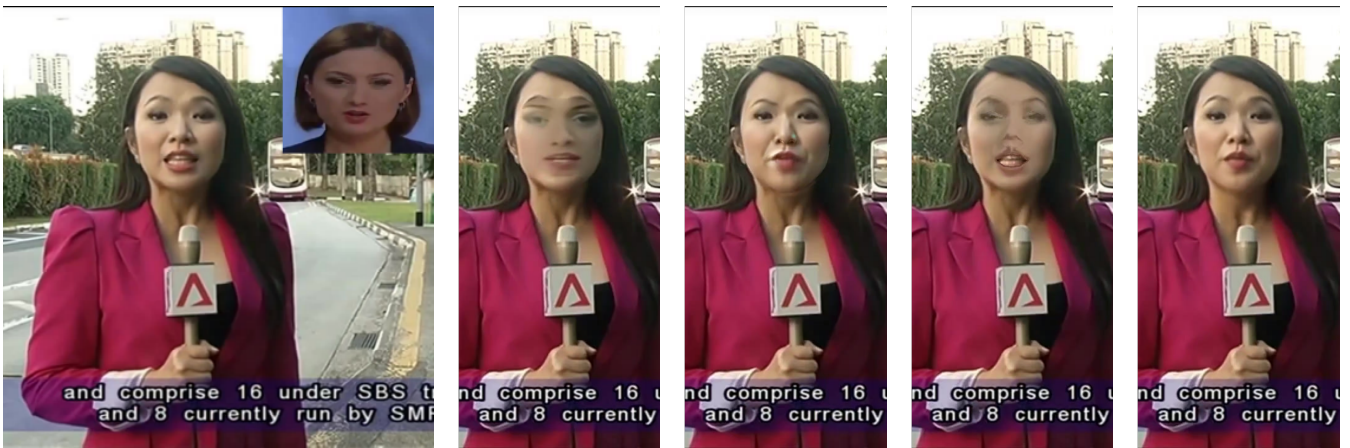 and comprise 16 under SBS
and 8 currently run by
nd comprise 16
and 8 currently
nd comprise 16
and 8 currently
nd comprise 16
and 8 currently
nd comprise 16
and 8 currently